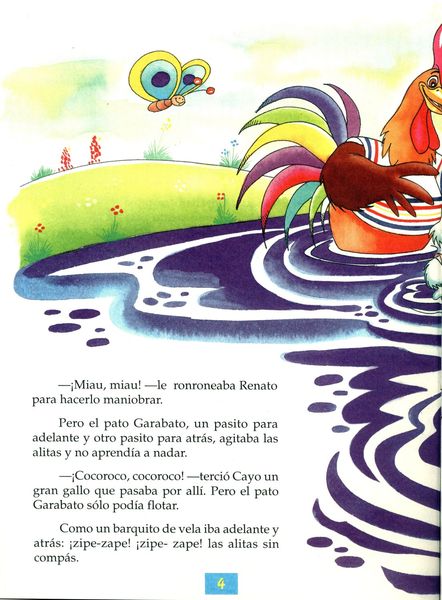 —¡Miau, miau! —le ronroneaba Renato
para hacerlo maniobrar.
Pero el pato Garabato, un pasito para
adelante y otro pasito para atrás, agitaba las
alitas y no aprendía a nadar.
—¡Cocoroco, cocoroco! —terció Cayo un
gran gallo que pasaba por allí. Pero el pato
Garabato sólo podía flotar.
Como un barquito de vela iba adelante y
atrás: ¡zipe-zape! ¡zipe- zape! las alitas sin
compás.
4